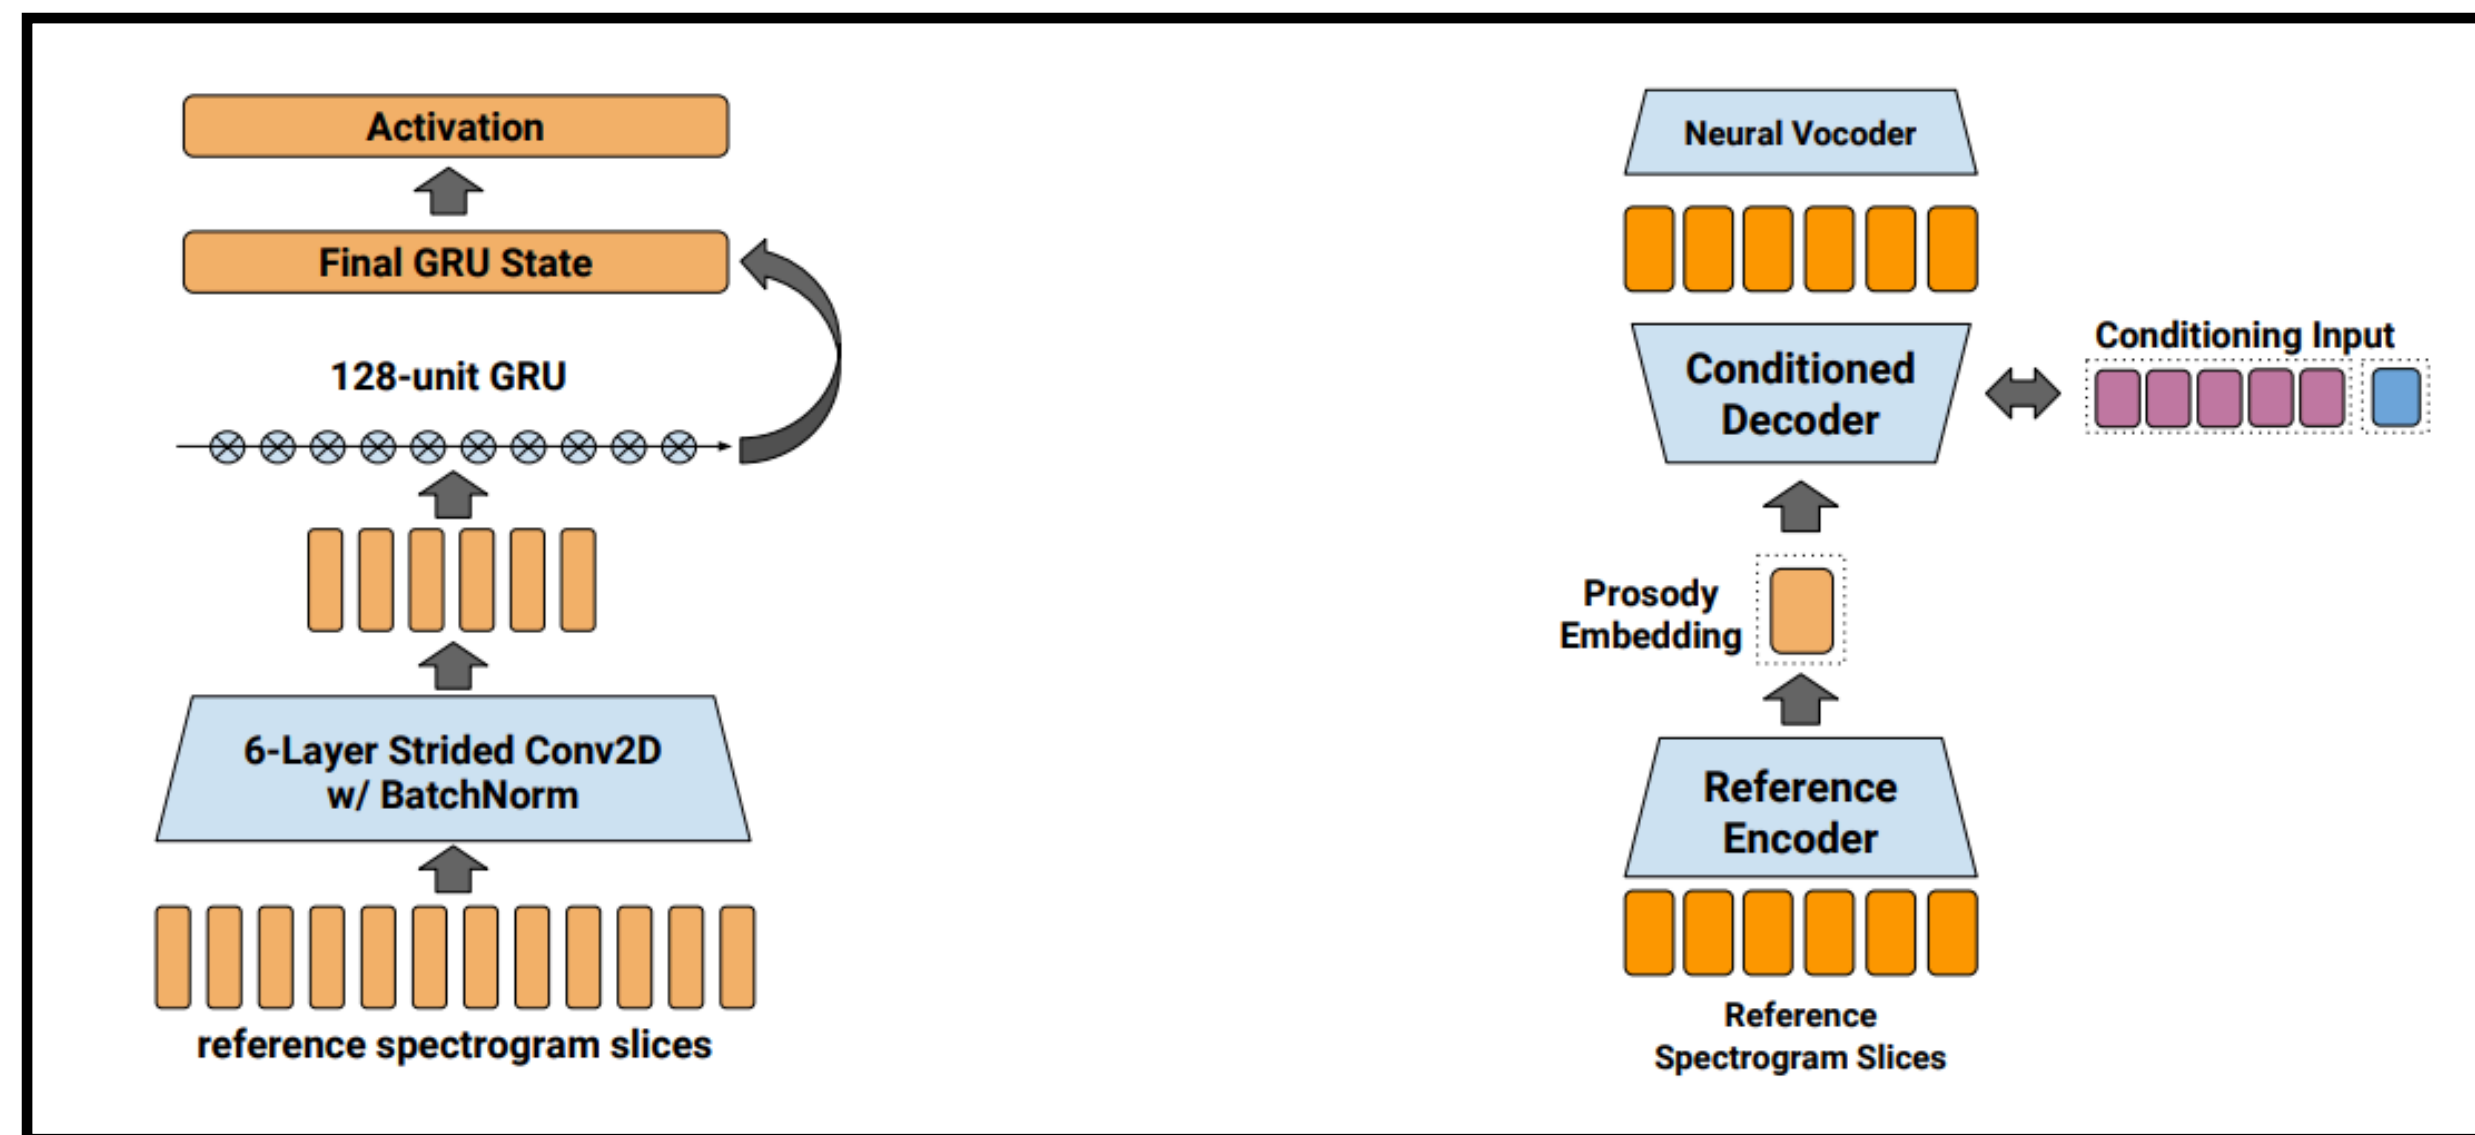 Activation
Final GRU State
128-unit GRU
6-Layer Strided Conv2D
w/ BatchNorm
reference spectrogram slices
Neural Vocoder
Conditioning Input
Conditioned
Decoder
Prosody
Embedding
Reference
Encoder
Reference
Spectrogram Slices